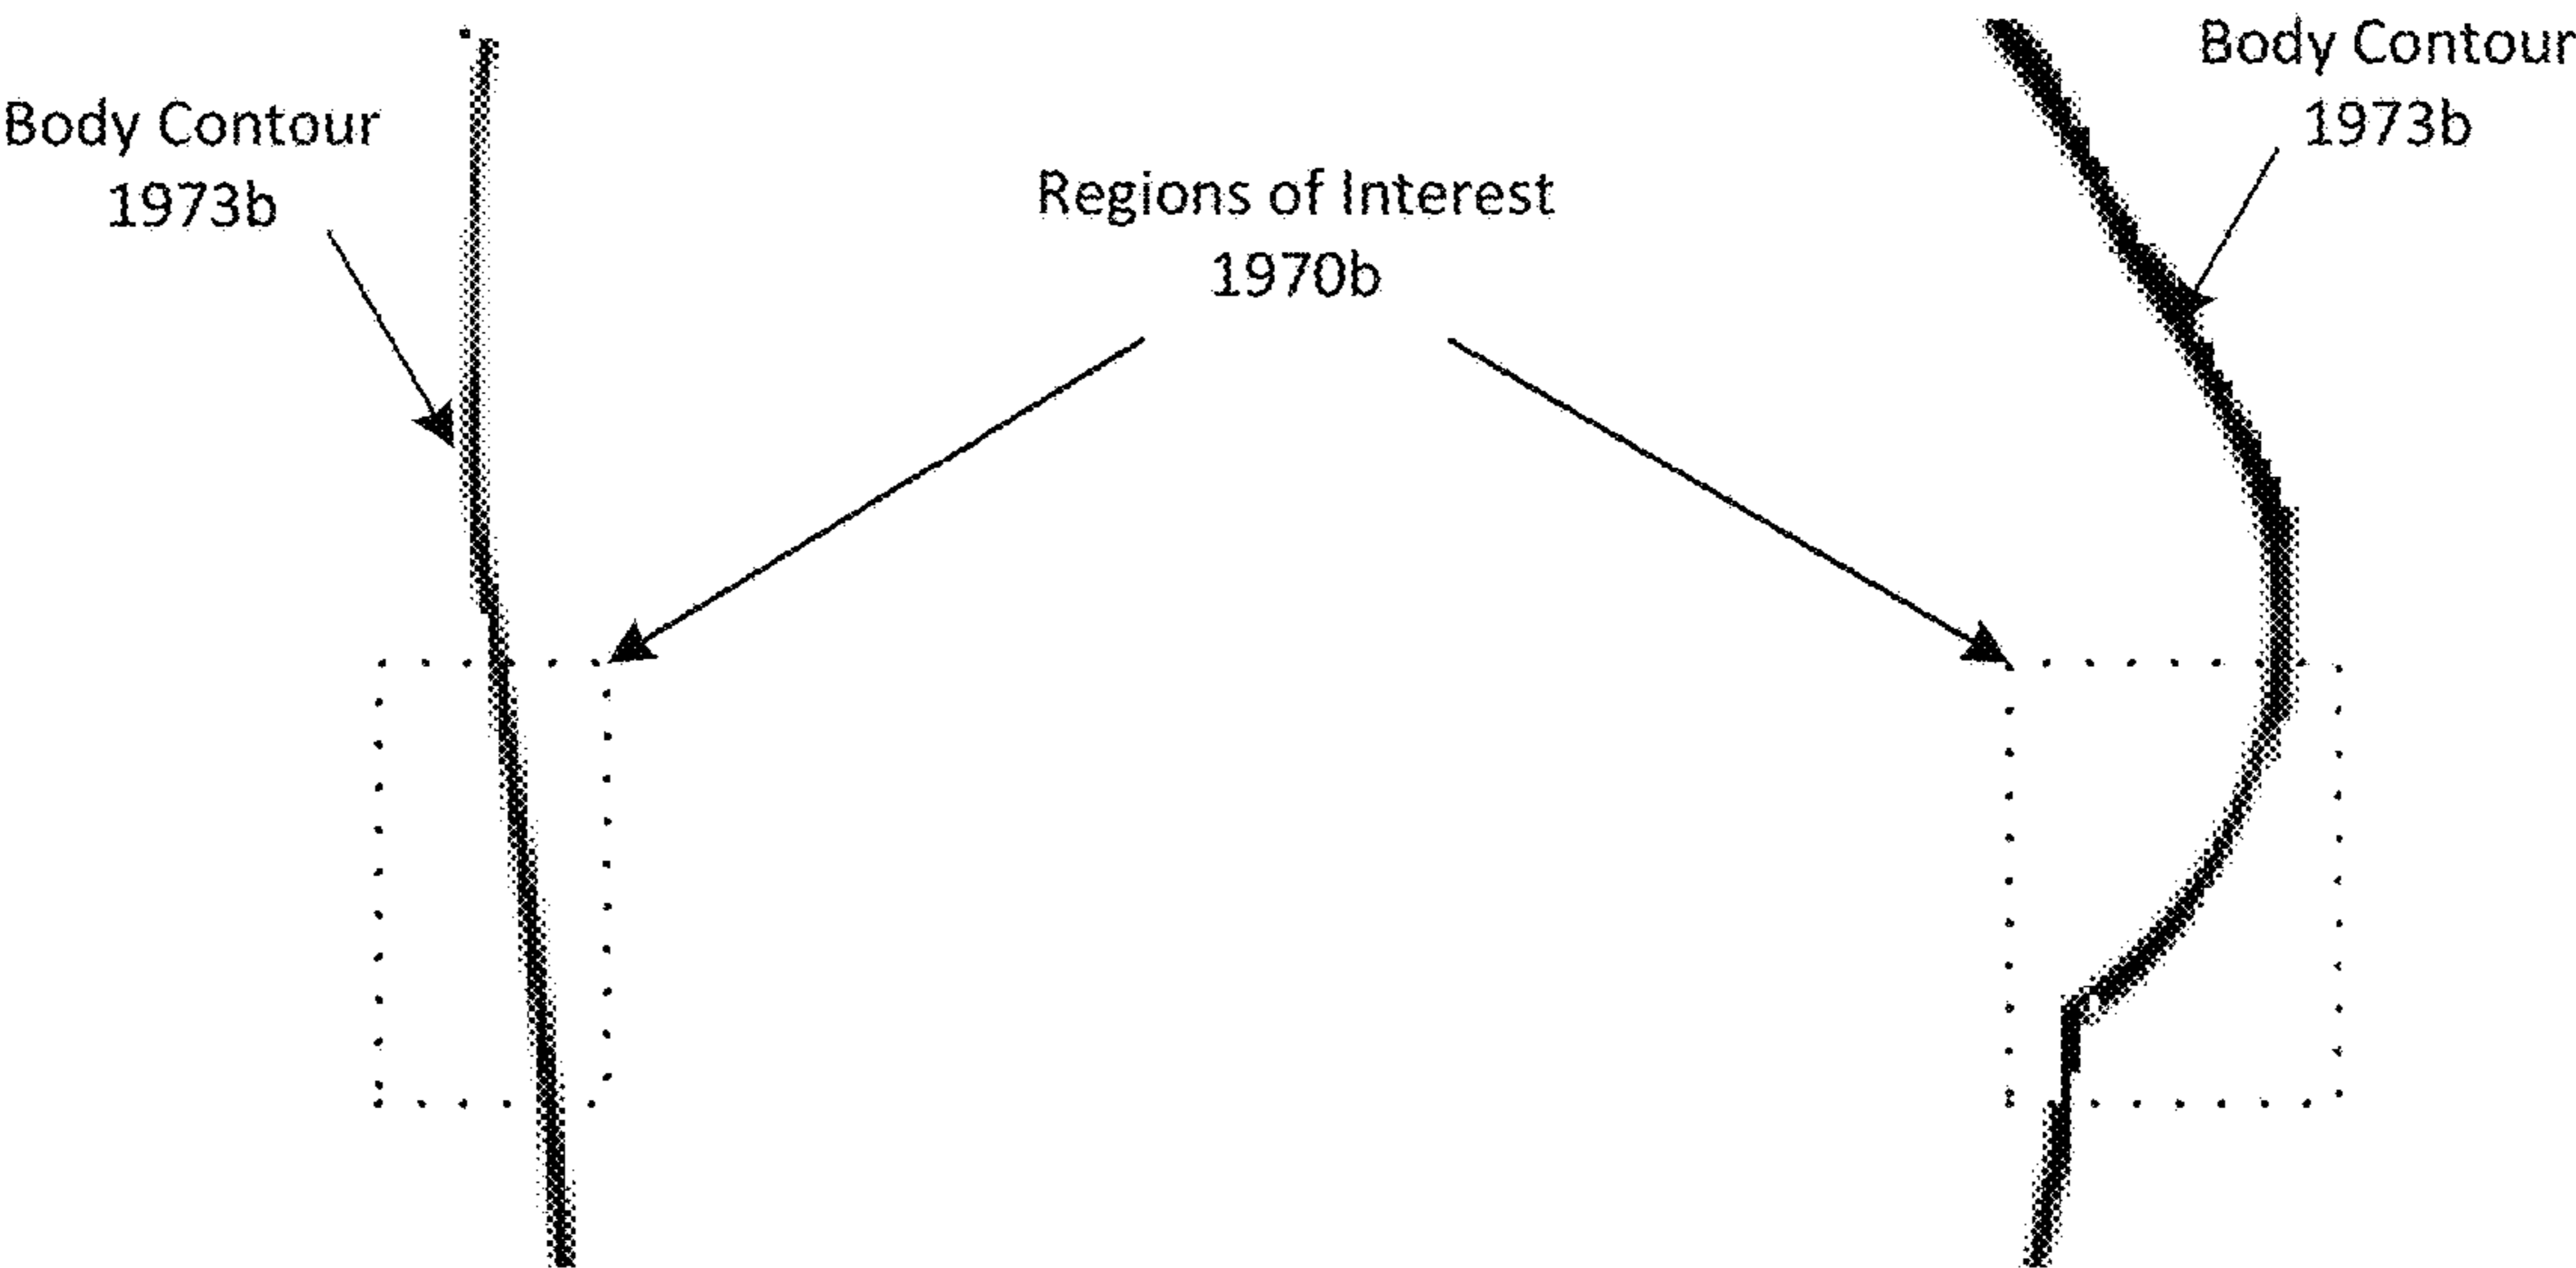 Body Contour
1973b
Regions of Interest
1970b
Body Contour
1973b